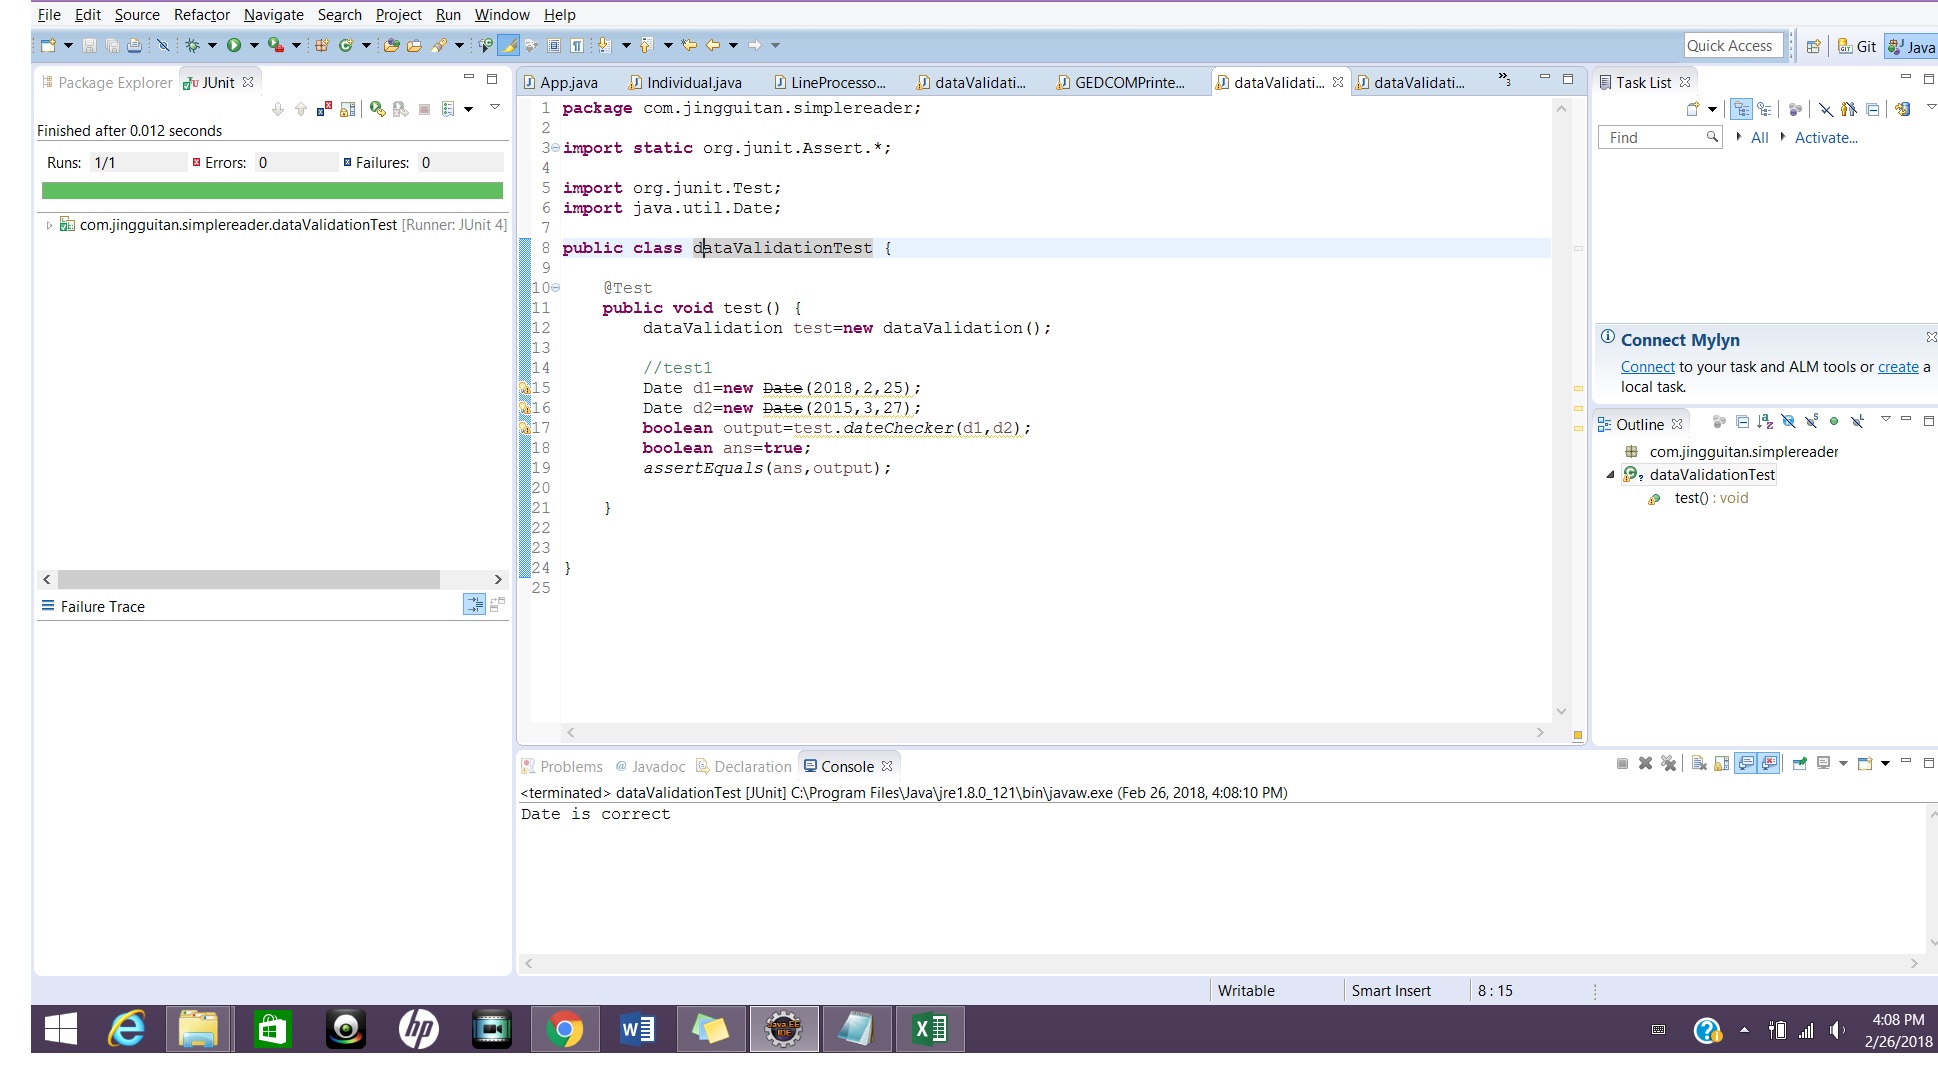 File Edit Source Refactor Navigate Search Project Run Window Help
Quick Access Git Java
Package Explorer JUnit
Finished after 0.012 seconds
Runs: 1/1 Errors: 0 Failures: 0
com.jingguitan.simplereader.dataValidationTest [Runner: JUnit 4]
Failure Trace
App.java Individual.java LineProcesso... dataValidati... GEDCOMPrinte... dataValidati... dataValidati... »3
1 package com.jingguitan.simplereader;
2
3 import static org.junit.Assert.*;
4
5 import org.junit.Test;
6 import java.util.Date;
7
8 public class dataValidationTest {
9
10 @Test
11 public void test() {
12 dataValidation test=new dataValidation();
13
14 //test1
15 Date d1=new Date(2018,2,25);
16 Date d2=new Date(2015,3,27);
17 boolean output=test.dateChecker(d1,d2);
18 boolean ans=true;
19 assertEquals(ans,output);
20
21 }
22
23
24 }
25
Task List
Find All Activate...
Connect Mylyn
Connect to your task and ALM tools or create a
local task.
Outline
com.jingguitan.simplereader
dataValidationTest
test() : void
Problems @ Javadoc Declaration Console
<terminated> dataValidationTest [JUnit] C:\Program Files\Java\jre1.8.0_121\bin\javaw.exe (Feb 26, 2018, 4:08:10 PM)
Date is correct
Writable Smart Insert 8 : 15
hp Java EE IDE
4:08 PM
2/26/2018